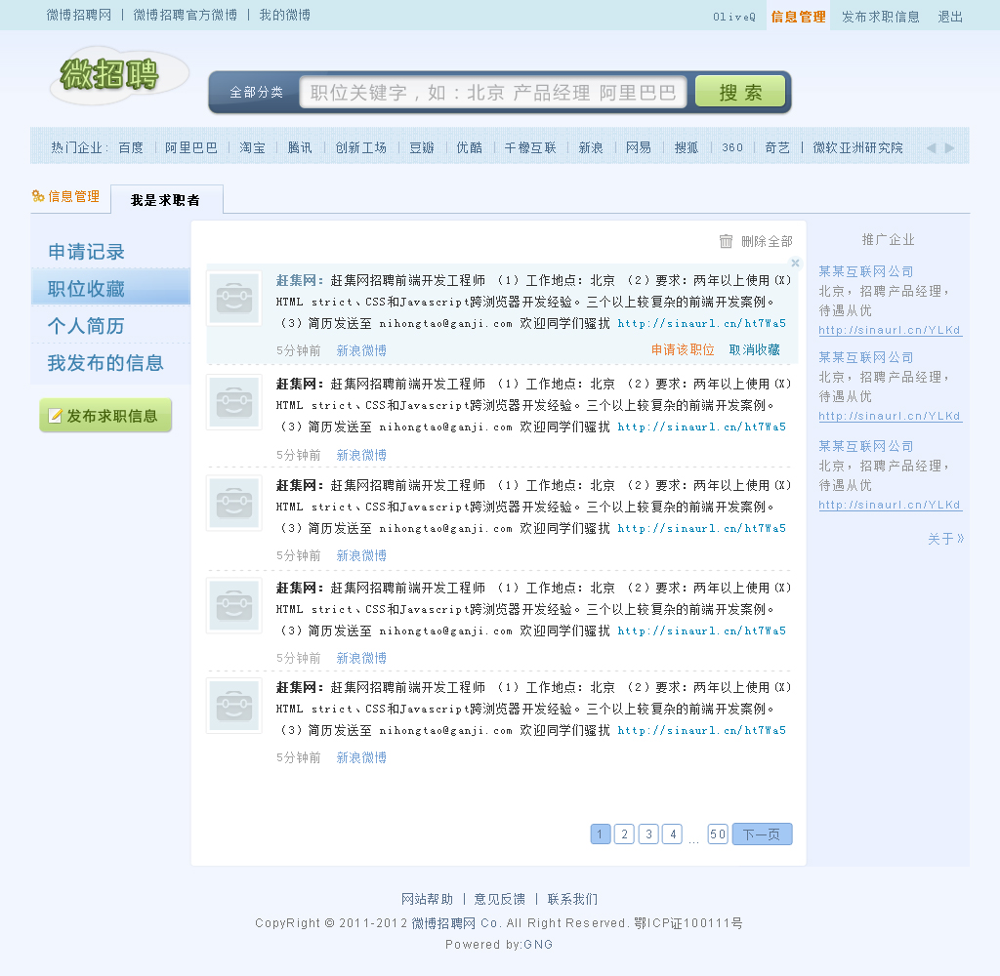 微博招聘网 | 微博招聘官方微博 | 我的微博
OliveQ 信息管理 发布求职信息 退出
微招聘
全部分类 职位关键字，如：北京 产品经理 阿里巴巴 搜索
热门企业： 百度 | 阿里巴巴 | 淘宝 | 腾讯 | 创新工场 | 豆瓣 | 优酷 | 千橡互联 | 新浪 | 网易 | 搜狐 | 360 | 奇艺 | 微软亚洲研究院
信息管理 我是求职者
申请记录
职位收藏
个人简历
我发布的信息
发布求职信息
删除全部
赶集网：赶集网招聘前端开发工程师 （1）工作地点：北京 （2）要求：两年以上使用(X)
HTML strict、CSS和Javascript跨浏览器开发经验。三个以上较复杂的前端开发案例。
（3）简历发送至 nihongtao@ganji.com 欢迎同学们骚扰 http://sinaurl.cn/ht7Wa5
5分钟前 新浪微博 申请该职位 取消收藏
赶集网：赶集网招聘前端开发工程师 （1）工作地点：北京 （2）要求：两年以上使用(X)
HTML strict、CSS和Javascript跨浏览器开发经验。三个以上较复杂的前端开发案例。
（3）简历发送至 nihongtao@ganji.com 欢迎同学们骚扰 http://sinaurl.cn/ht7Wa5
5分钟前 新浪微博
赶集网：赶集网招聘前端开发工程师 （1）工作地点：北京 （2）要求：两年以上使用(X)
HTML strict、CSS和Javascript跨浏览器开发经验。三个以上较复杂的前端开发案例。
（3）简历发送至 nihongtao@ganji.com 欢迎同学们骚扰 http://sinaurl.cn/ht7Wa5
5分钟前 新浪微博
赶集网：赶集网招聘前端开发工程师 （1）工作地点：北京 （2）要求：两年以上使用(X)
HTML strict、CSS和Javascript跨浏览器开发经验。三个以上较复杂的前端开发案例。
（3）简历发送至 nihongtao@ganji.com 欢迎同学们骚扰 http://sinaurl.cn/ht7Wa5
5分钟前 新浪微博
赶集网：赶集网招聘前端开发工程师 （1）工作地点：北京 （2）要求：两年以上使用(X)
HTML strict、CSS和Javascript跨浏览器开发经验。三个以上较复杂的前端开发案例。
（3）简历发送至 nihongtao@ganji.com 欢迎同学们骚扰 http://sinaurl.cn/ht7Wa5
5分钟前 新浪微博
1 2 3 4 ... 50 下一页
推广企业
某某互联网公司
北京，招聘产品经理，
待遇从优
http://sinaurl.cn/YLKd
某某互联网公司
北京，招聘产品经理，
待遇从优
http://sinaurl.cn/YLKd
某某互联网公司
北京，招聘产品经理，
待遇从优
http://sinaurl.cn/YLKd
关于》
网站帮助 | 意见反馈 | 联系我们
CopyRight © 2011-2012 微博招聘网 Co. All Right Reserved. 鄂ICP证100111号
Powered by:GNG